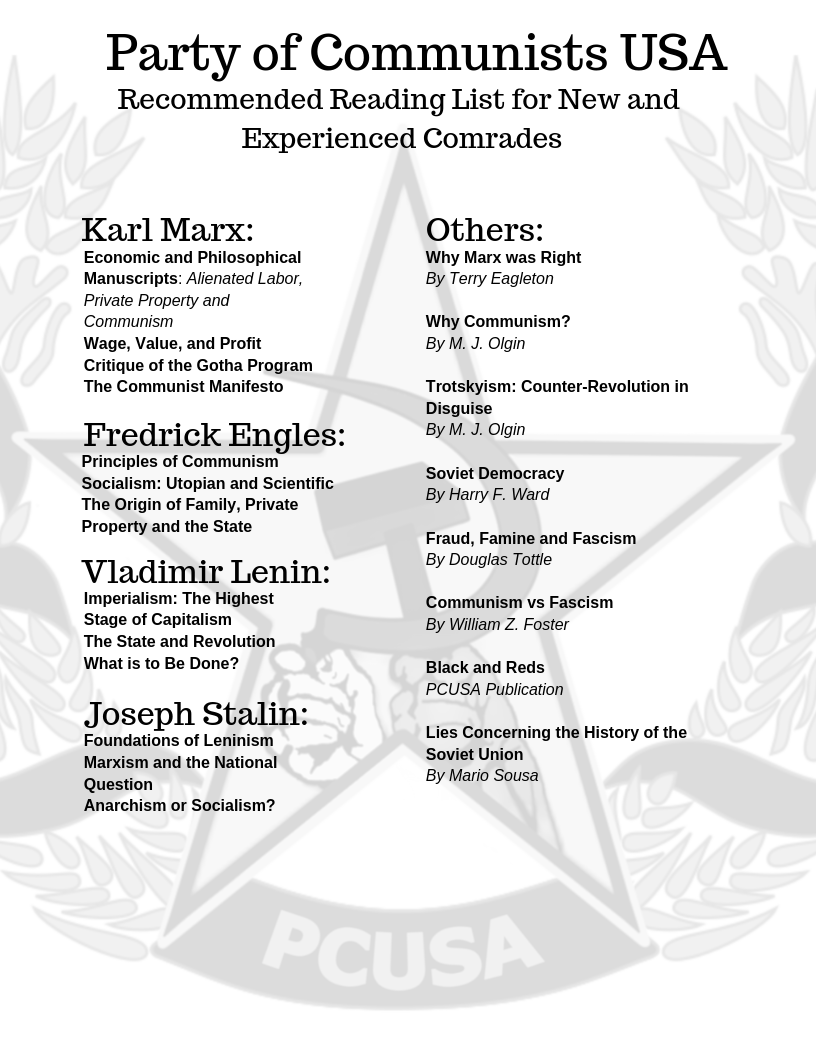 Party of Communists USA
Recommended Reading List for New and
Experienced Comrades
Karl Marx:
Economic and Philosophical
Manuscripts: Alienated Labor,
Private Property and
Communism
Wage, Value, and Profit
Critique of the Gotha Program
The Communist Manifesto
Fredrick Engles:
Principles of Communism
Socialism: Utopian and Scientific
The Origin of Family, Private
Property and the State
Vladimir Lenin:
Imperialism: The Highest
Stage of Capitalism
The State and Revolution
What is to Be Done?
Joseph Stalin:
Foundations of Leninism
Marxism and the National
Question
Anarchism or Socialism?
Others:
Why Marx was Right
By Terry Eagleton
Why Communism?
By M. J. Olgin
Trotskyism: Counter-Revolution in
Disguise
By M. J. Olgin
Soviet Democracy
By Harry F. Ward
Fraud, Famine and Fascism
By Douglas Tottle
Communism vs Fascism
By William Z. Foster
Black and Reds
PCUSA Publication
Lies Concerning the History of the
Soviet Union
By Mario Sousa
PCUSA